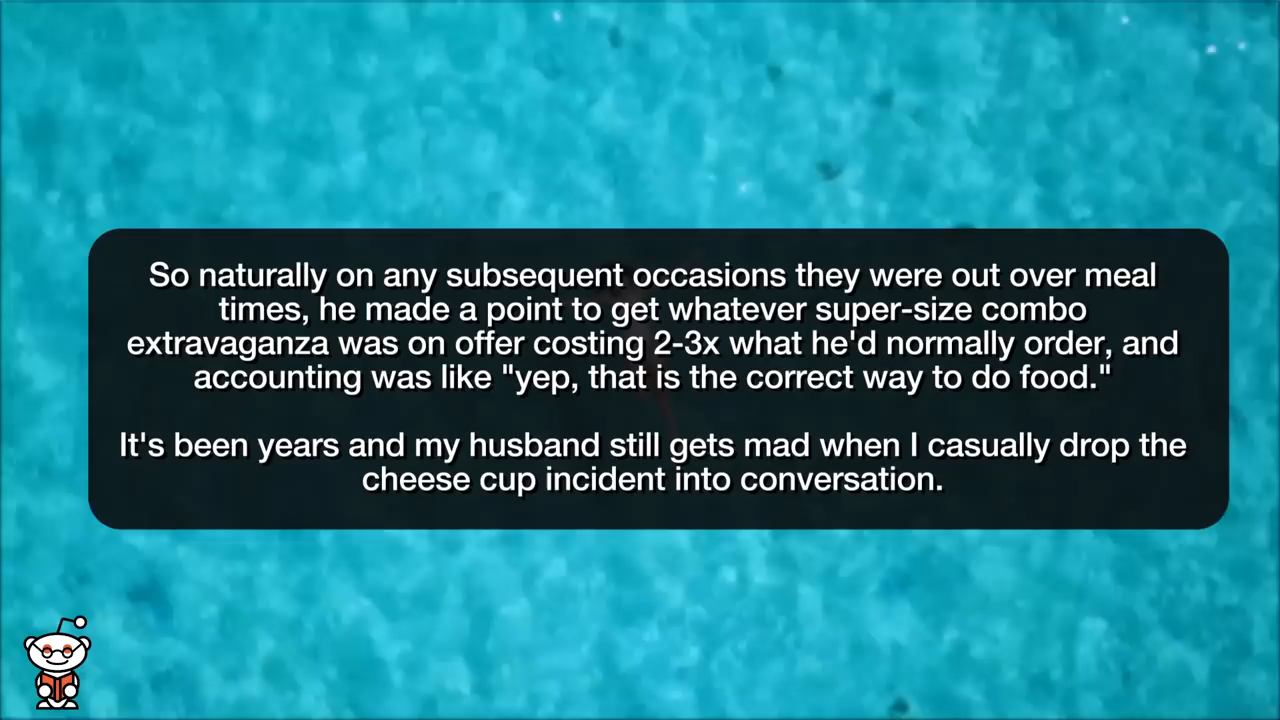 So naturally on any subsequent occasions they were out over meal
times, he made a point to get whatever super-size combo
extravaganza was on offer costing 2-3x what he'd normally order, and
accounting was like "yep, that is the correct way to do food."
It's been years and my husband still gets mad when I casually drop the
cheese cup incident into conversation.